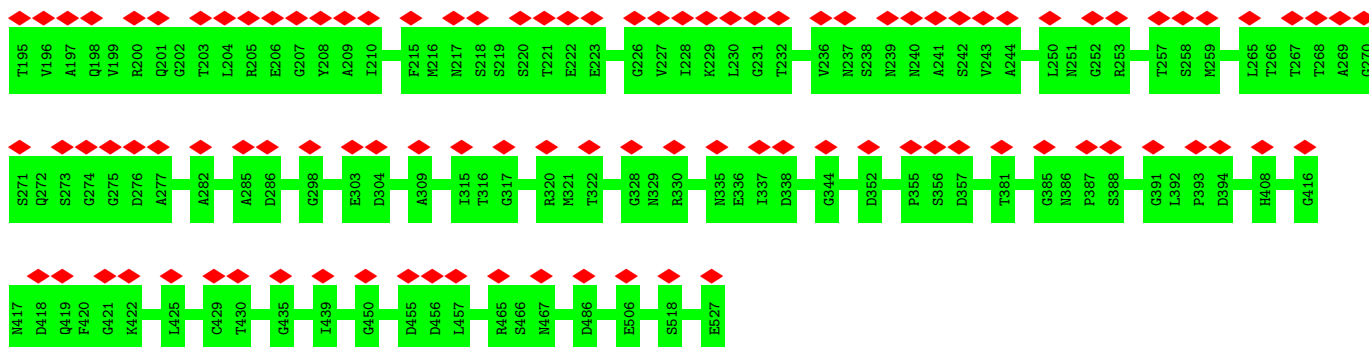 T195 V196 A197 Q198 V199 R200 Q201 G202 T203 L204 R205 E206 G207 Y208 A209 I210 F215 M216 N217 S218 S219 S220 T221 E222 E223 G226 V227 I228 K229 L230 G231 T232 V236 N237 S238 N239 N240 A241 S242 V243 A244 L250 N251 G252 R253 T257 S258 M259 L265 T266 T267 T268 A269 G270
S271 Q272 S273 G274 G275 D276 A277 A282 A285 D286 G298 E303 D304 A309 I315 T316 G317 R320 M321 T322 G328 N329 R330 N335 E336 I337 D338 G344 D352 P355 S356 D357 T381 G385 N386 P387 S388 G391 L392 P393 D394 H408 G416
N417 D418 Q419 F420 G421 K422 L425 C429 T430 G435 I439 G450 D455 D456 L457 R465 S466 N467 D486 E506 S518 E527